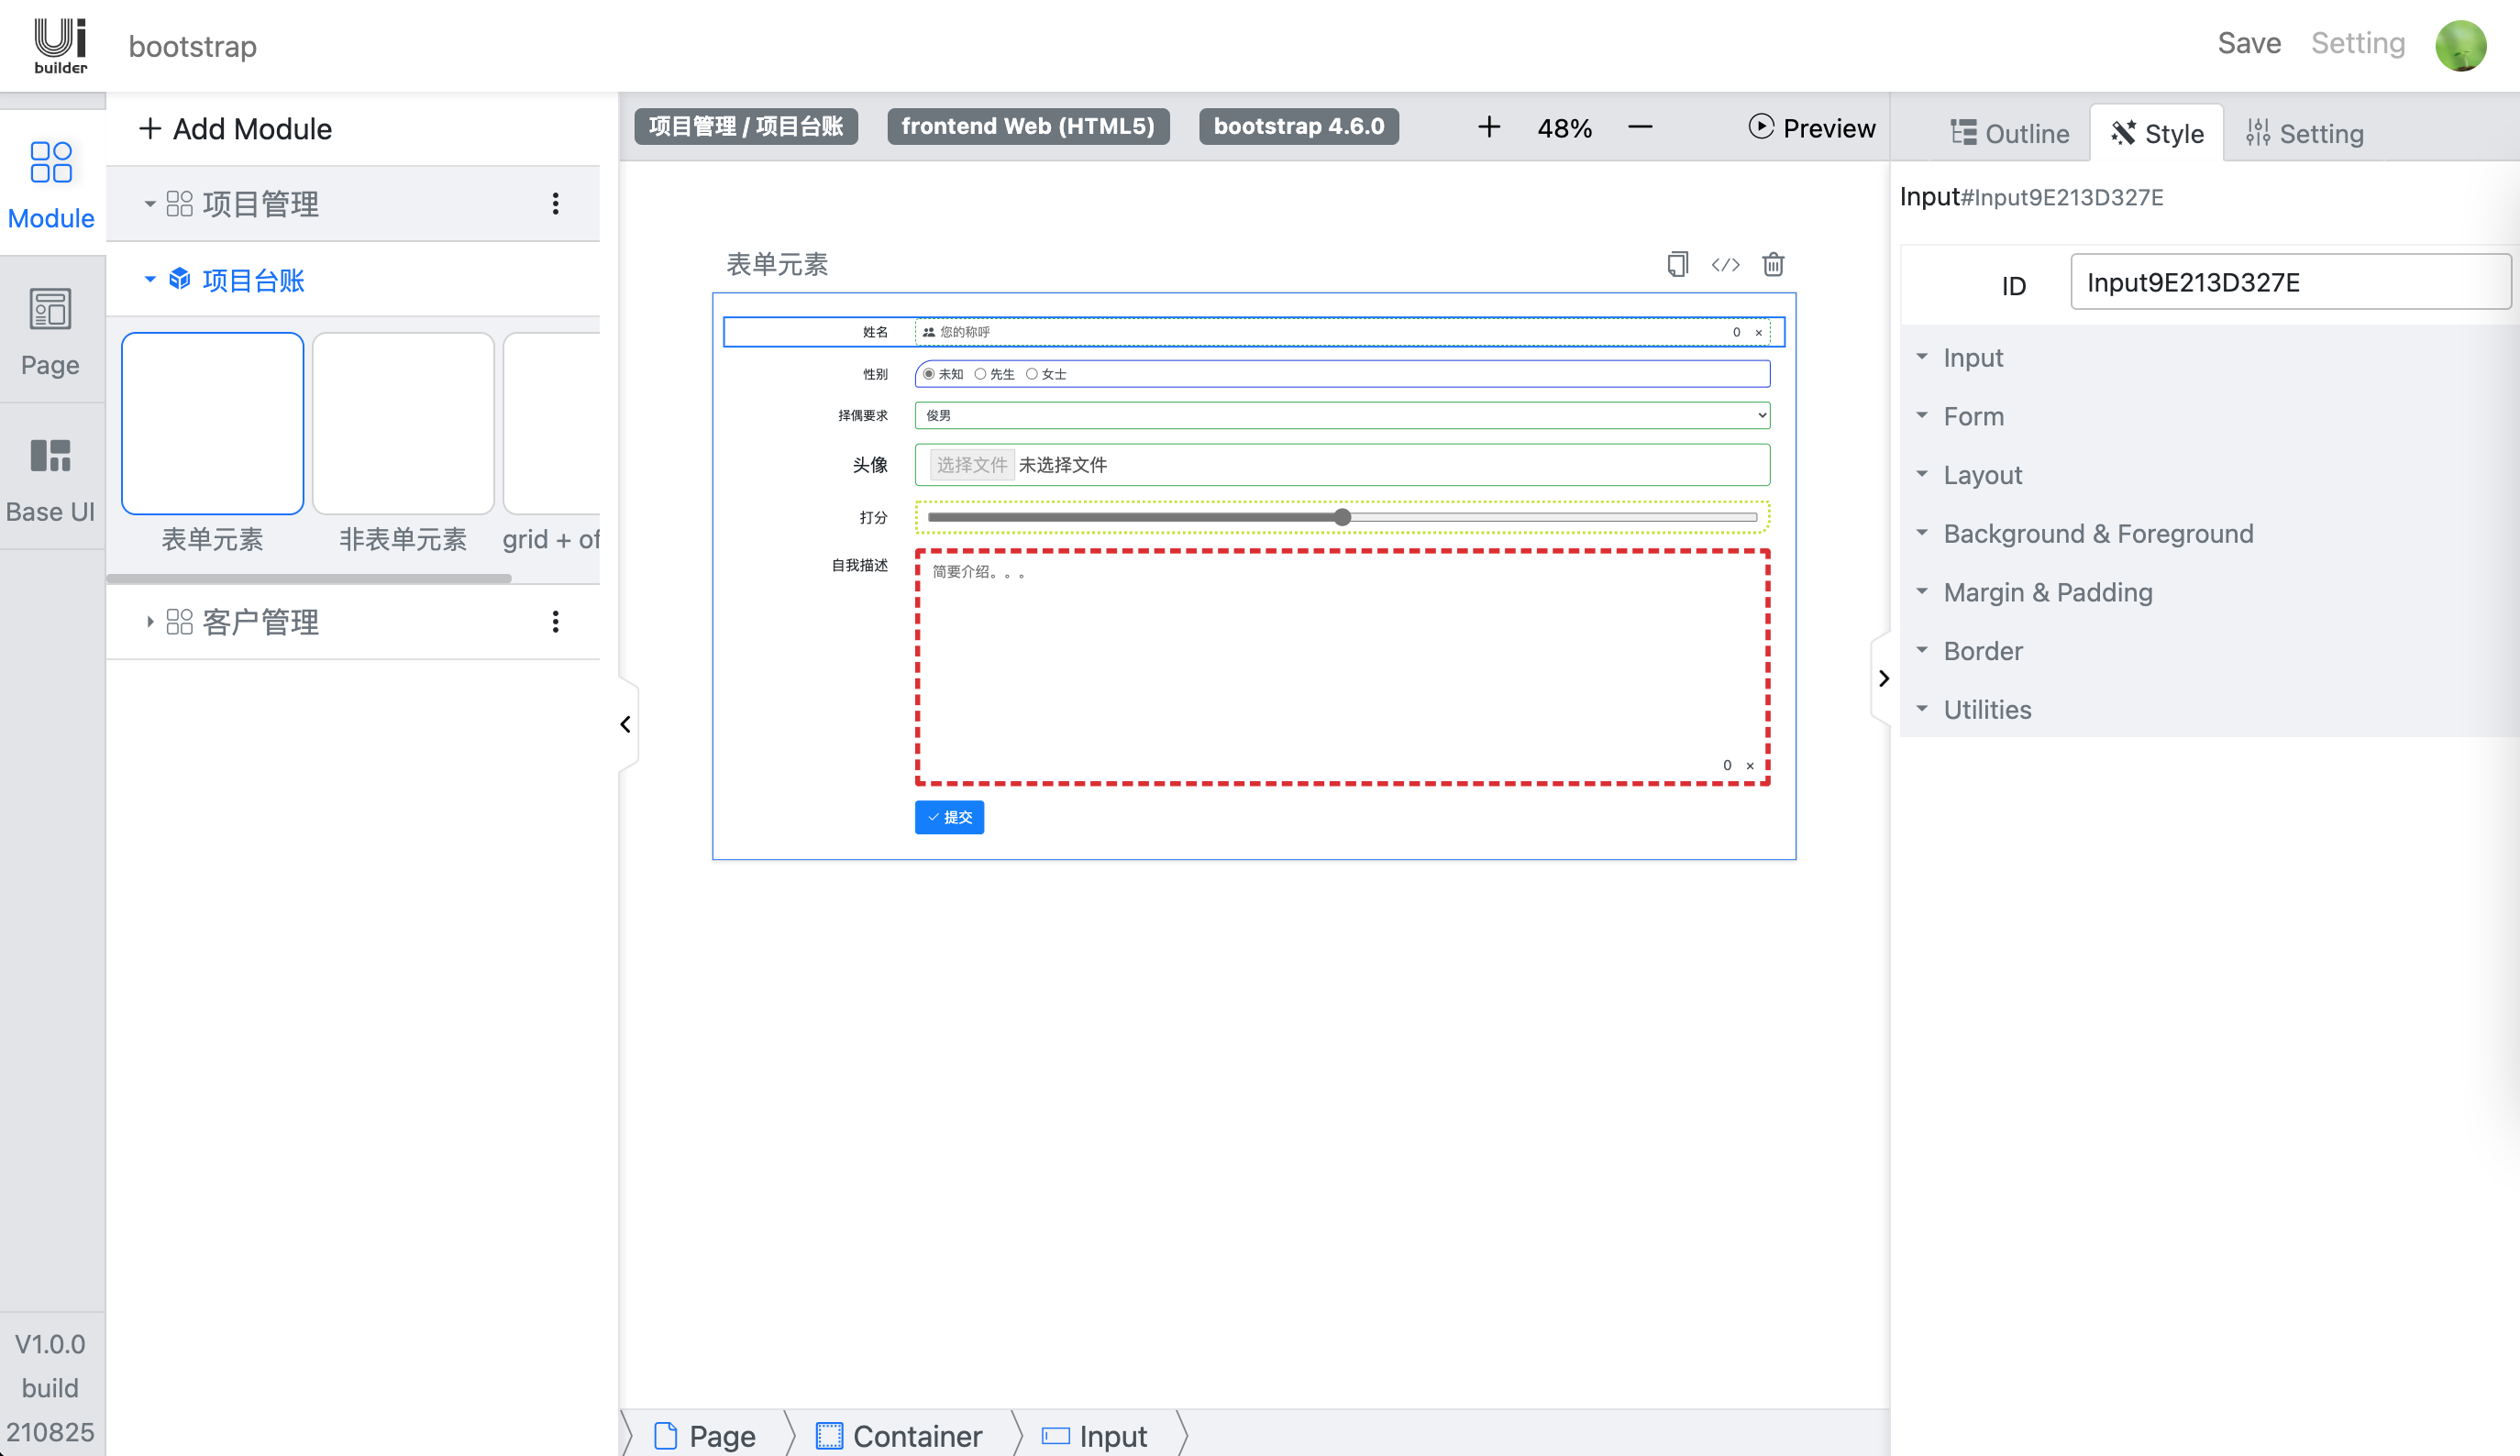 Ui builder
bootstrap
Save
Setting
Module
Page
Base UI
V1.0.0
build
210825
Add Module
项目管理
项目台账
表单元素
非表单元素
grid + of
客户管理
项目管理 / 项目台账
frontend Web (HTML5)
bootstrap 4.6.0
48%
Preview
表单元素
姓名 您的称呼 0 ×
性别 未知 先生 女士
择偶要求 俊男
头像 选择文件 未选择文件
打分
自我描述 简要介绍。。。
0 ×
提交
Page
Container
Input
Outline
Style
Setting
Input#Input9E213D327E
ID Input9E213D327E
Input
Form
Layout
Background & Foreground
Margin & Padding
Border
Utilities